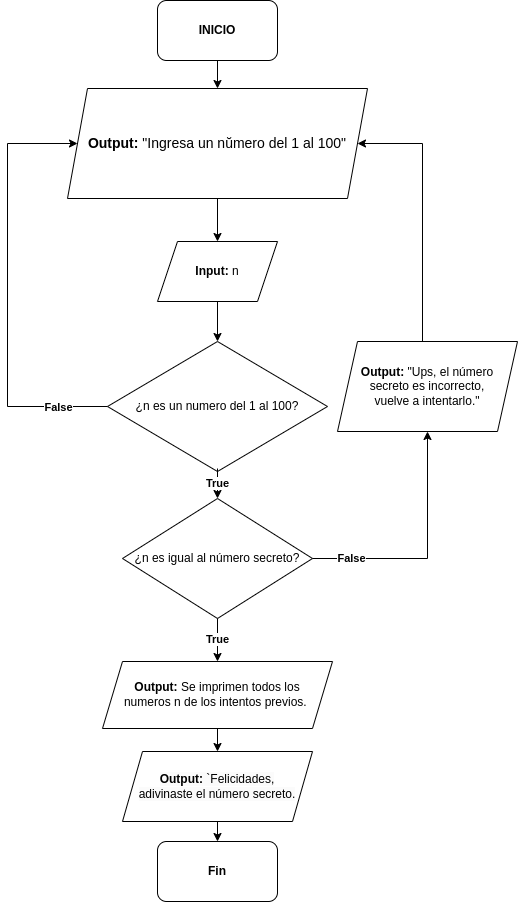 INICIO
Output: "Ingresa un nŭmero del 1 al 100"
Input: n
¿n es un numero del 1 al 100?
False
Output: "Ups, el número
secreto es incorrecto,
vuelve a intentarlo."
True
¿n es igual al número secreto?
False
True
Output: Se imprimen todos los
numeros n de los intentos previos.
Output: `Felicidades,
adivinaste el número secreto.
Fin